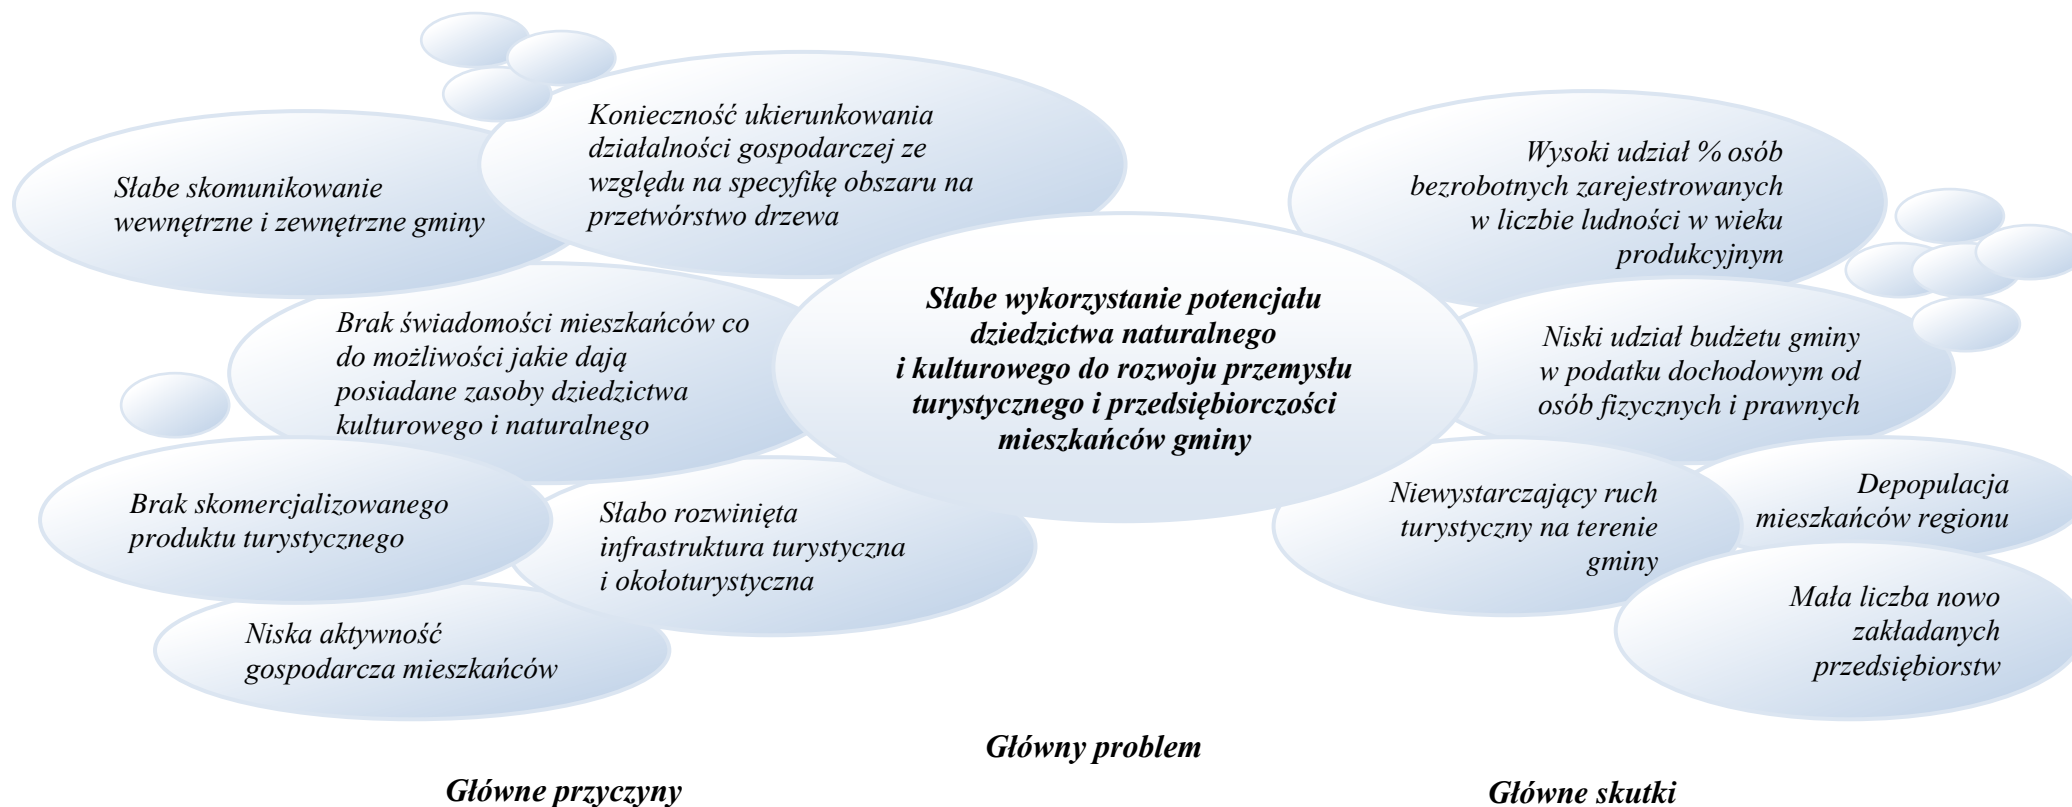 Słabe skomunikowanie
wewnętrzne i zewnętrzne gminy
Konieczność ukierunkowania
działalności gospodarczej ze
względu na specyfikę obszaru na
przetwórstwo drzewa
Brak świadomości mieszkańców co
do możliwości jakie dają
posiadane zasoby dziedzictwa
kulturowego i naturalnego
Brak skomercjalizowanego
produktu turystycznego
Słabo rozwinięta
infrastruktura turystyczna
i okołoturystyczna
Niska aktywność
gospodarcza mieszkańców
Słabe wykorzystanie potencjału
dziedzictwa naturalnego
i kulturowego do rozwoju przemysłu
turystycznego i przedsiębiorczości
mieszkańców gminy
Wysoki udział % osób
bezrobotnych zarejestrowanych
w liczbie ludności w wieku
produkcyjnym
Niski udział budżetu gminy
w podatku dochodowym od
osób fizycznych i prawnych
Niewystarczający ruch
turystyczny na terenie
gminy
Depopulacja
mieszkańców regionu
Mała liczba nowo
zakładanych
przedsiębiorstw
Główny problem
Główne przyczyny
Główne skutki